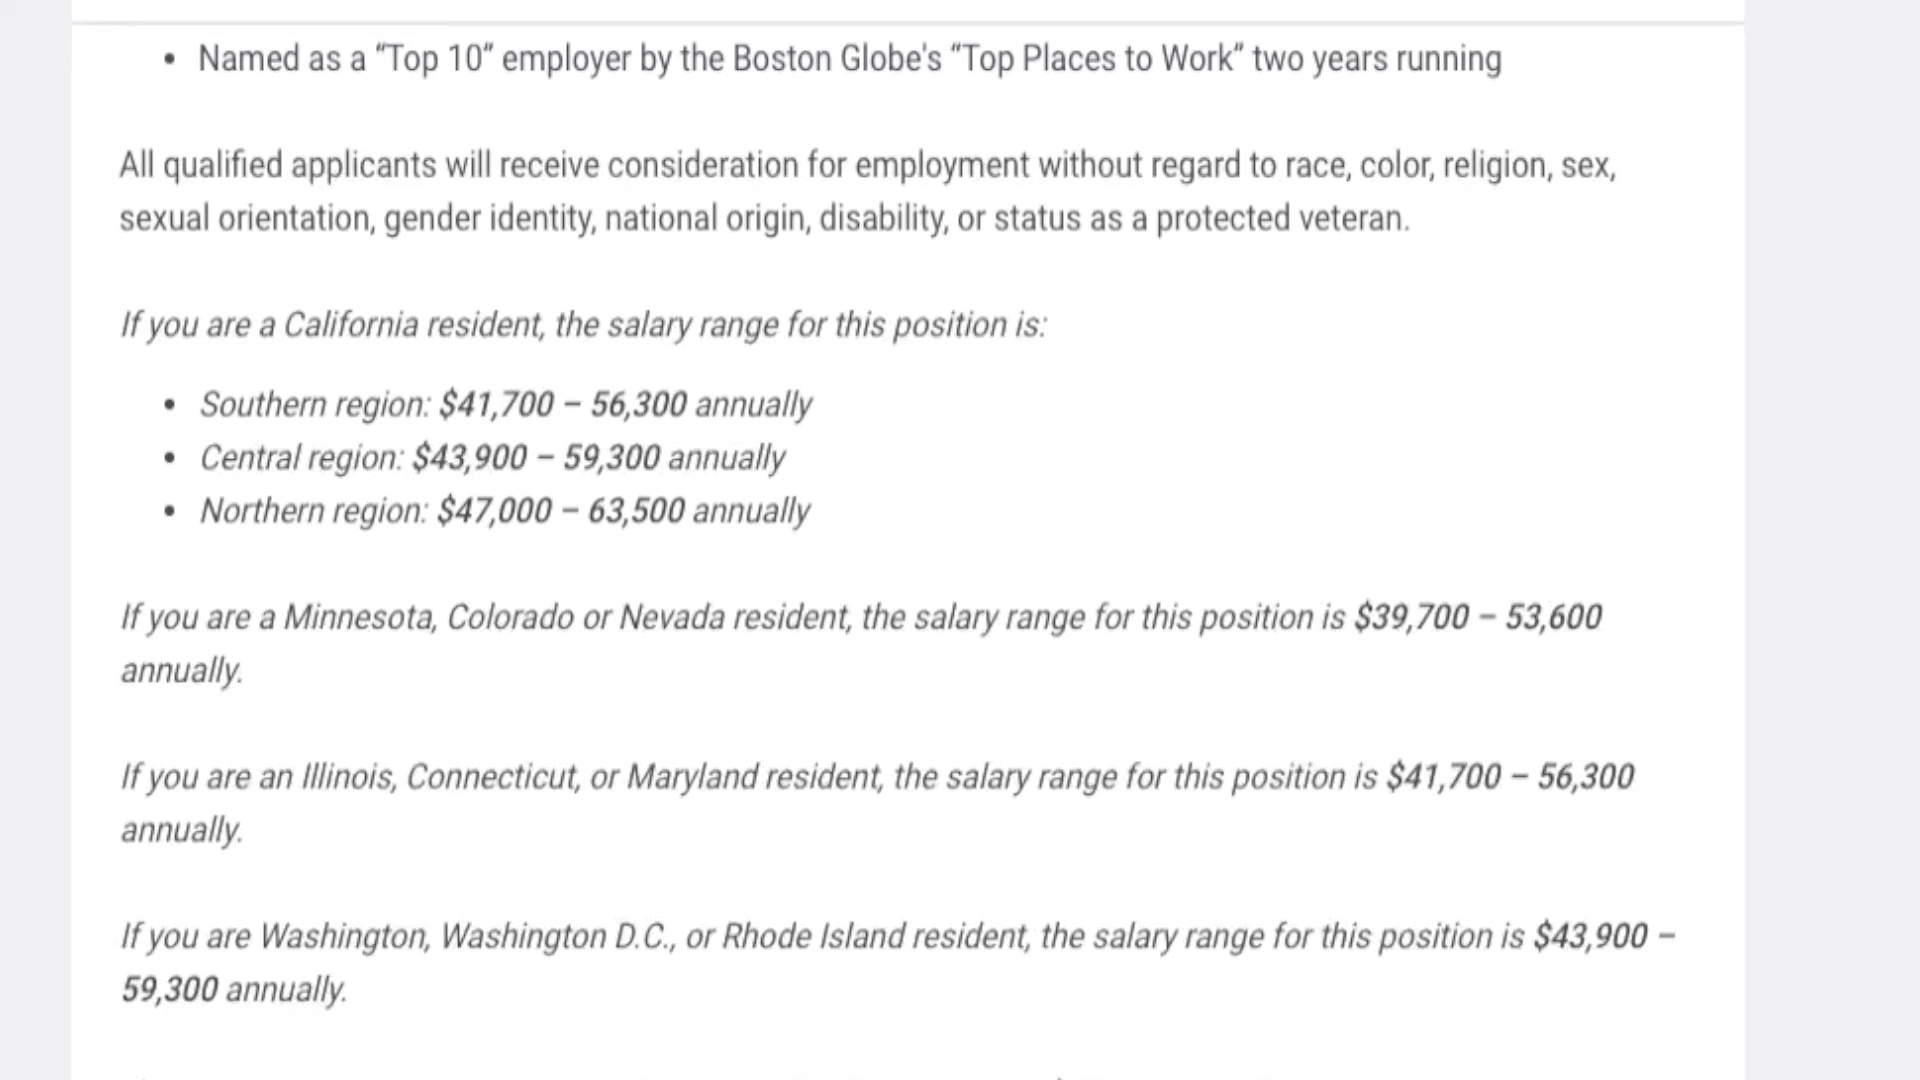 • Named as a “Top 10” employer by the Boston Globe's “Top Places to Work” two years running
All qualified applicants will receive consideration for employment without regard to race, color, religion, sex,
sexual orientation, gender identity, national origin, disability, or status as a protected veteran.
If you are a California resident, the salary range for this position is:
• Southern region: $41,700 – 56,300 annually
• Central region: $43,900 – 59,300 annually
• Northern region: $47,000 – 63,500 annually
If you are a Minnesota, Colorado or Nevada resident, the salary range for this position is $39,700 – 53,600
annually.
If you are an Illinois, Connecticut, or Maryland resident, the salary range for this position is $41,700 – 56,300
annually.
If you are Washington, Washington D.C., or Rhode Island resident, the salary range for this position is $43,900 –
59,300 annually.